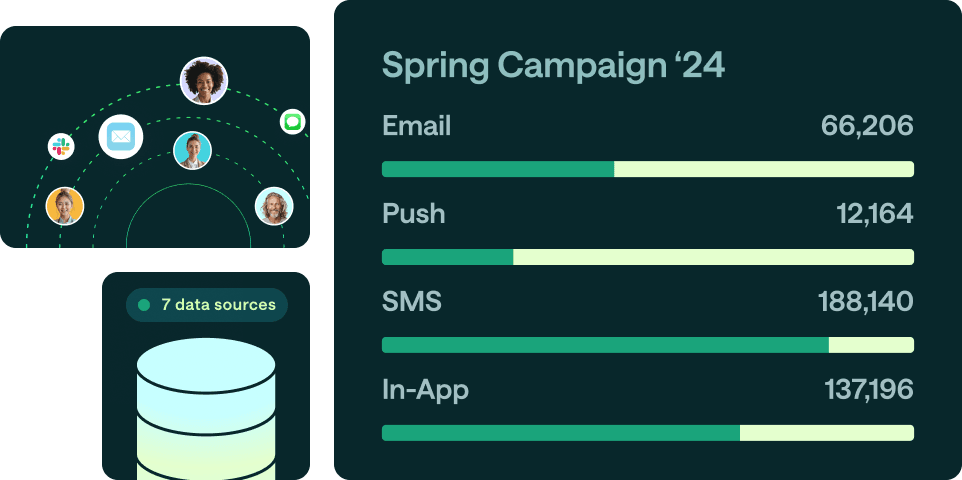 7 data sources
Spring Campaign ‘24
Email 66,206
Push 12,164
SMS 188,140
In-App 137,196